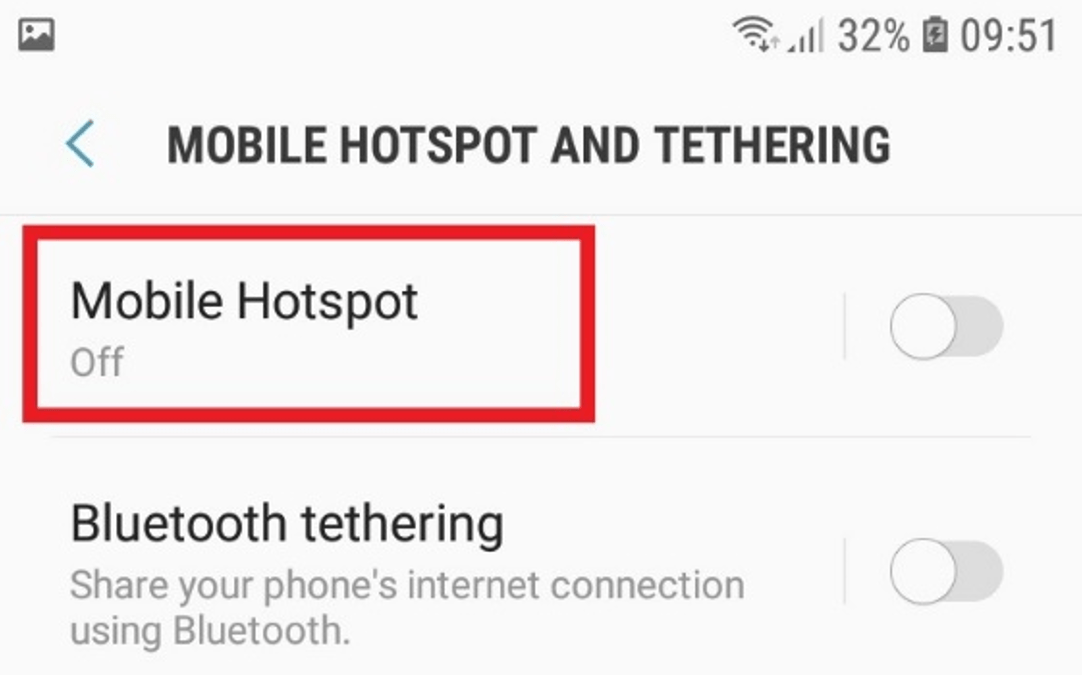 32% 09:51
MOBILE HOTSPOT AND TETHERING
Mobile Hotspot
Off
Bluetooth tethering
Share your phone's internet connection
using Bluetooth.